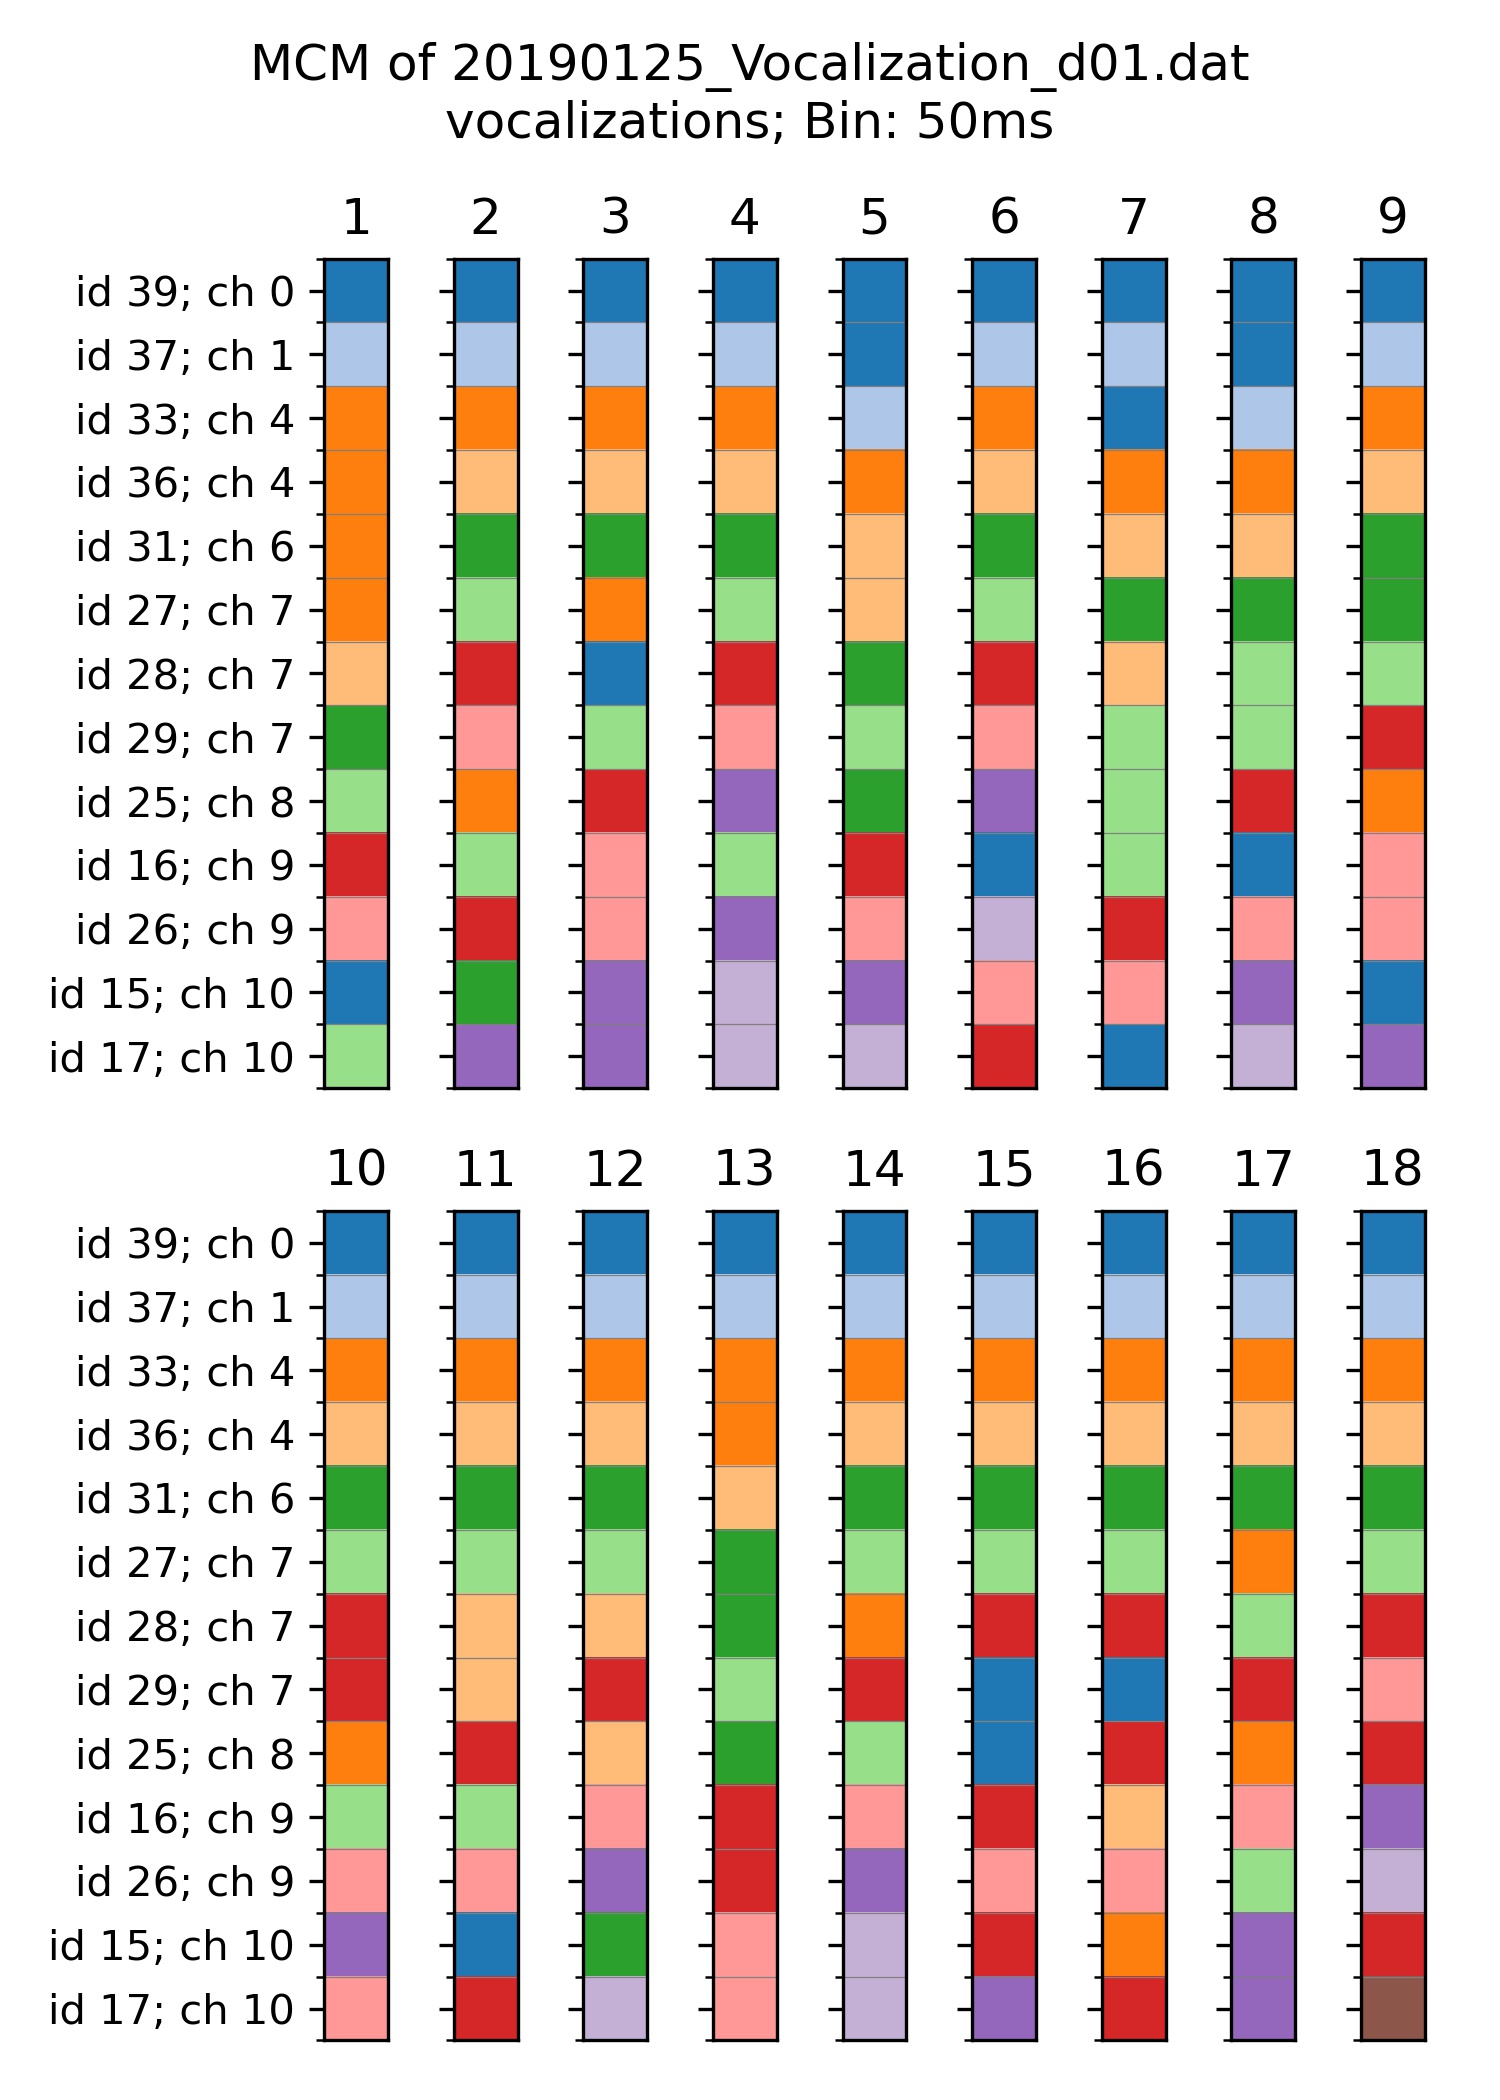 MCM of 20190125_Vocalization_d01.dat
vocalizations; Bin: 50ms
1 2 3 4 5 6 7 8 9
id 39; ch 0
id 37; ch 1
id 33; ch 4
id 36; ch 4
id 31; ch 6
id 27; ch 7
id 28; ch 7
id 29; ch 7
id 25; ch 8
id 16; ch 9
id 26; ch 9
id 15; ch 10
id 17; ch 10
10 11 12 13 14 15 16 17 18
id 39; ch 0
id 37; ch 1
id 33; ch 4
id 36; ch 4
id 31; ch 6
id 27; ch 7
id 28; ch 7
id 29; ch 7
id 25; ch 8
id 16; ch 9
id 26; ch 9
id 15; ch 10
id 17; ch 10